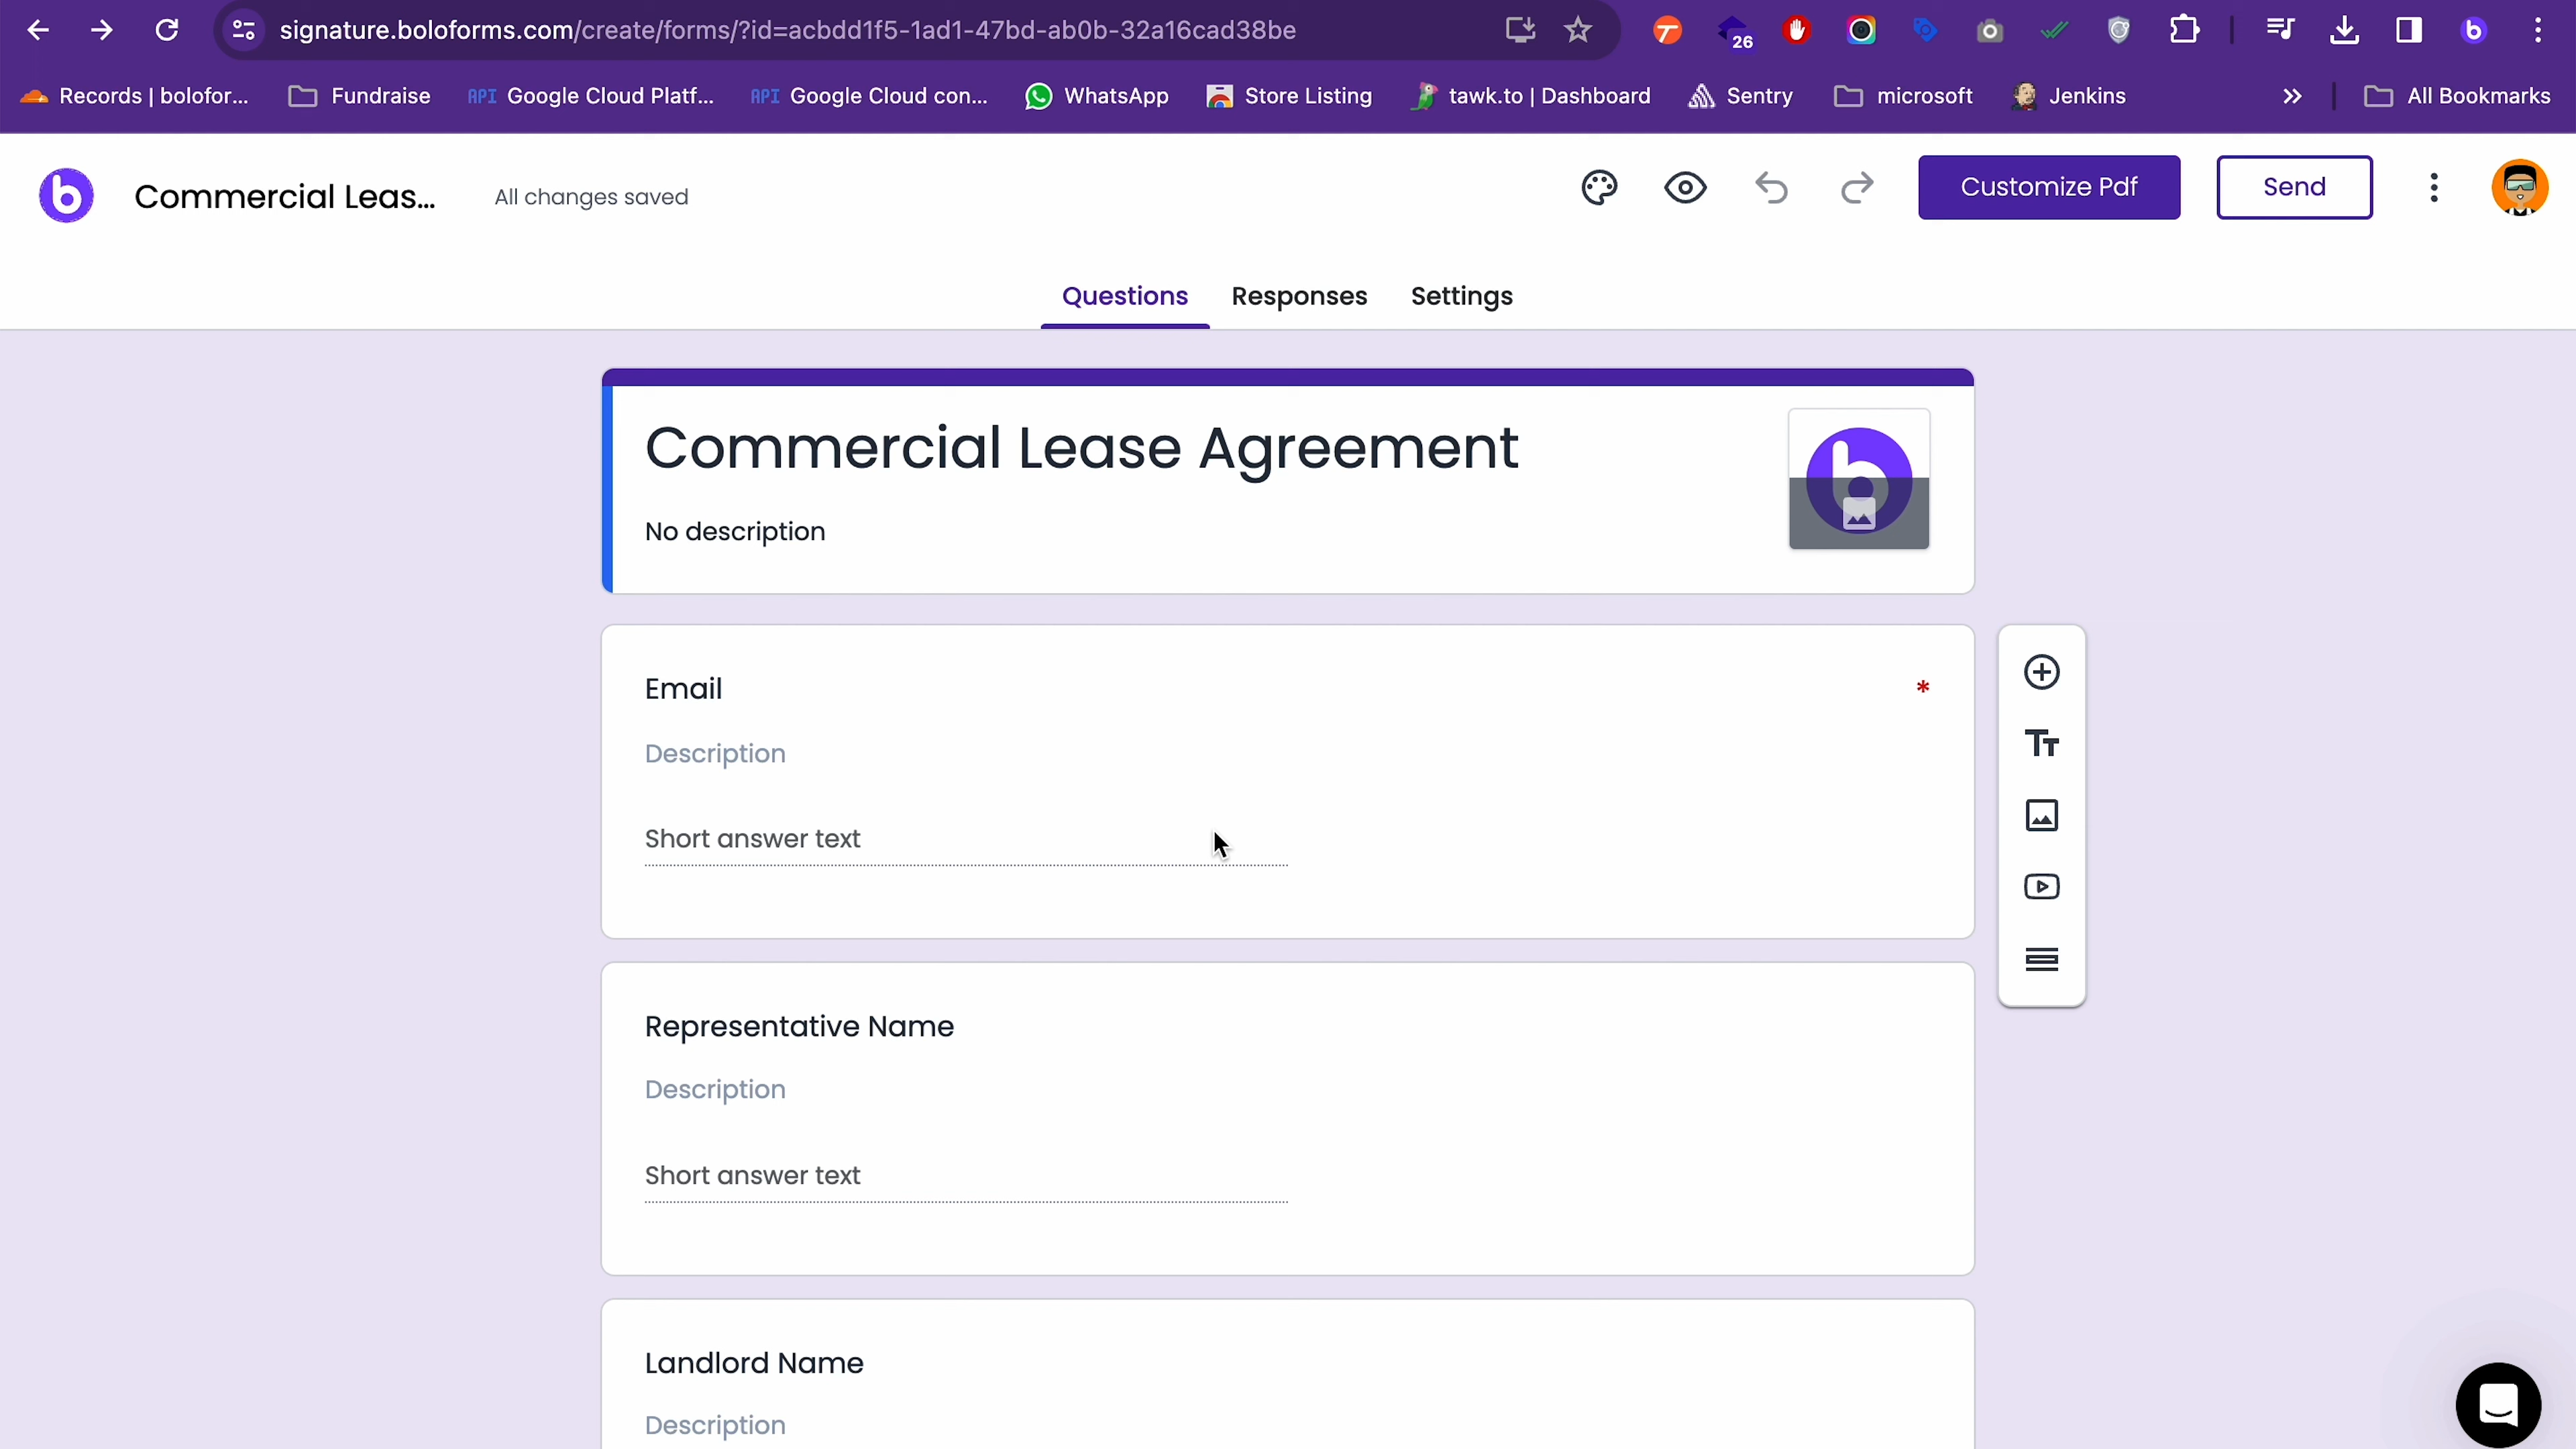 signature.boloforms.com/create/forms/?id=acbdd1f5-1ad1-47bd-ab0b-32a16cad38be
26
b
Records | bolofor...
Fundraise
API Google Cloud Platf...
API Google Cloud con...
WhatsApp
Store Listing
tawk.to | Dashboard
Sentry
microsoft
Jenkins
All Bookmarks
b
Commercial Leas...
All changes saved
Customize Pdf
Send
Questions
Responses
Settings
Commercial Lease Agreement
No description
b
Email
*
Description
Short answer text
Representative Name
Description
Short answer text
Landlord Name
Description